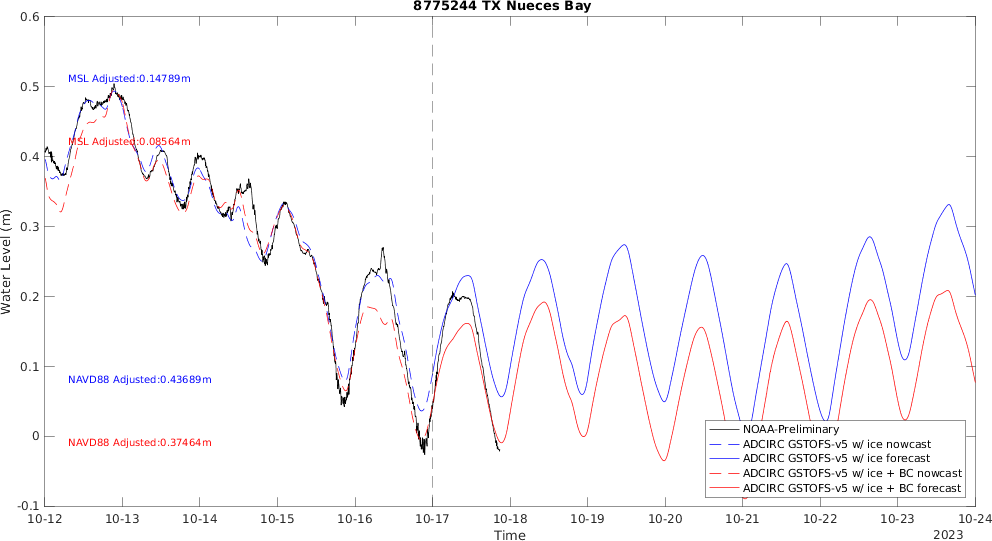 8775244 TX Nueces Bay
Water Level (m)
0.6
0.5
0.4
0.3
0.2
0.1
0
-0.1
MSL Adjusted:0.14789m
MSL Adjusted:0.08564m
NAVD88 Adjusted:0.43689m
NAVD88 Adjusted:0.37464m
NOAA-Preliminary
ADCIRC GSTOFS-v5 w/ ice nowcast
ADCIRC GSTOFS-v5 w/ ice forecast
ADCIRC GSTOFS-v5 w/ ice + BC nowcast
ADCIRC GSTOFS-v5 w/ ice + BC forecast
10-12 10-13 10-14 10-15 10-16 10-17 10-18 10-19 10-20 10-21 10-22 10-23 10-24
Time
2023